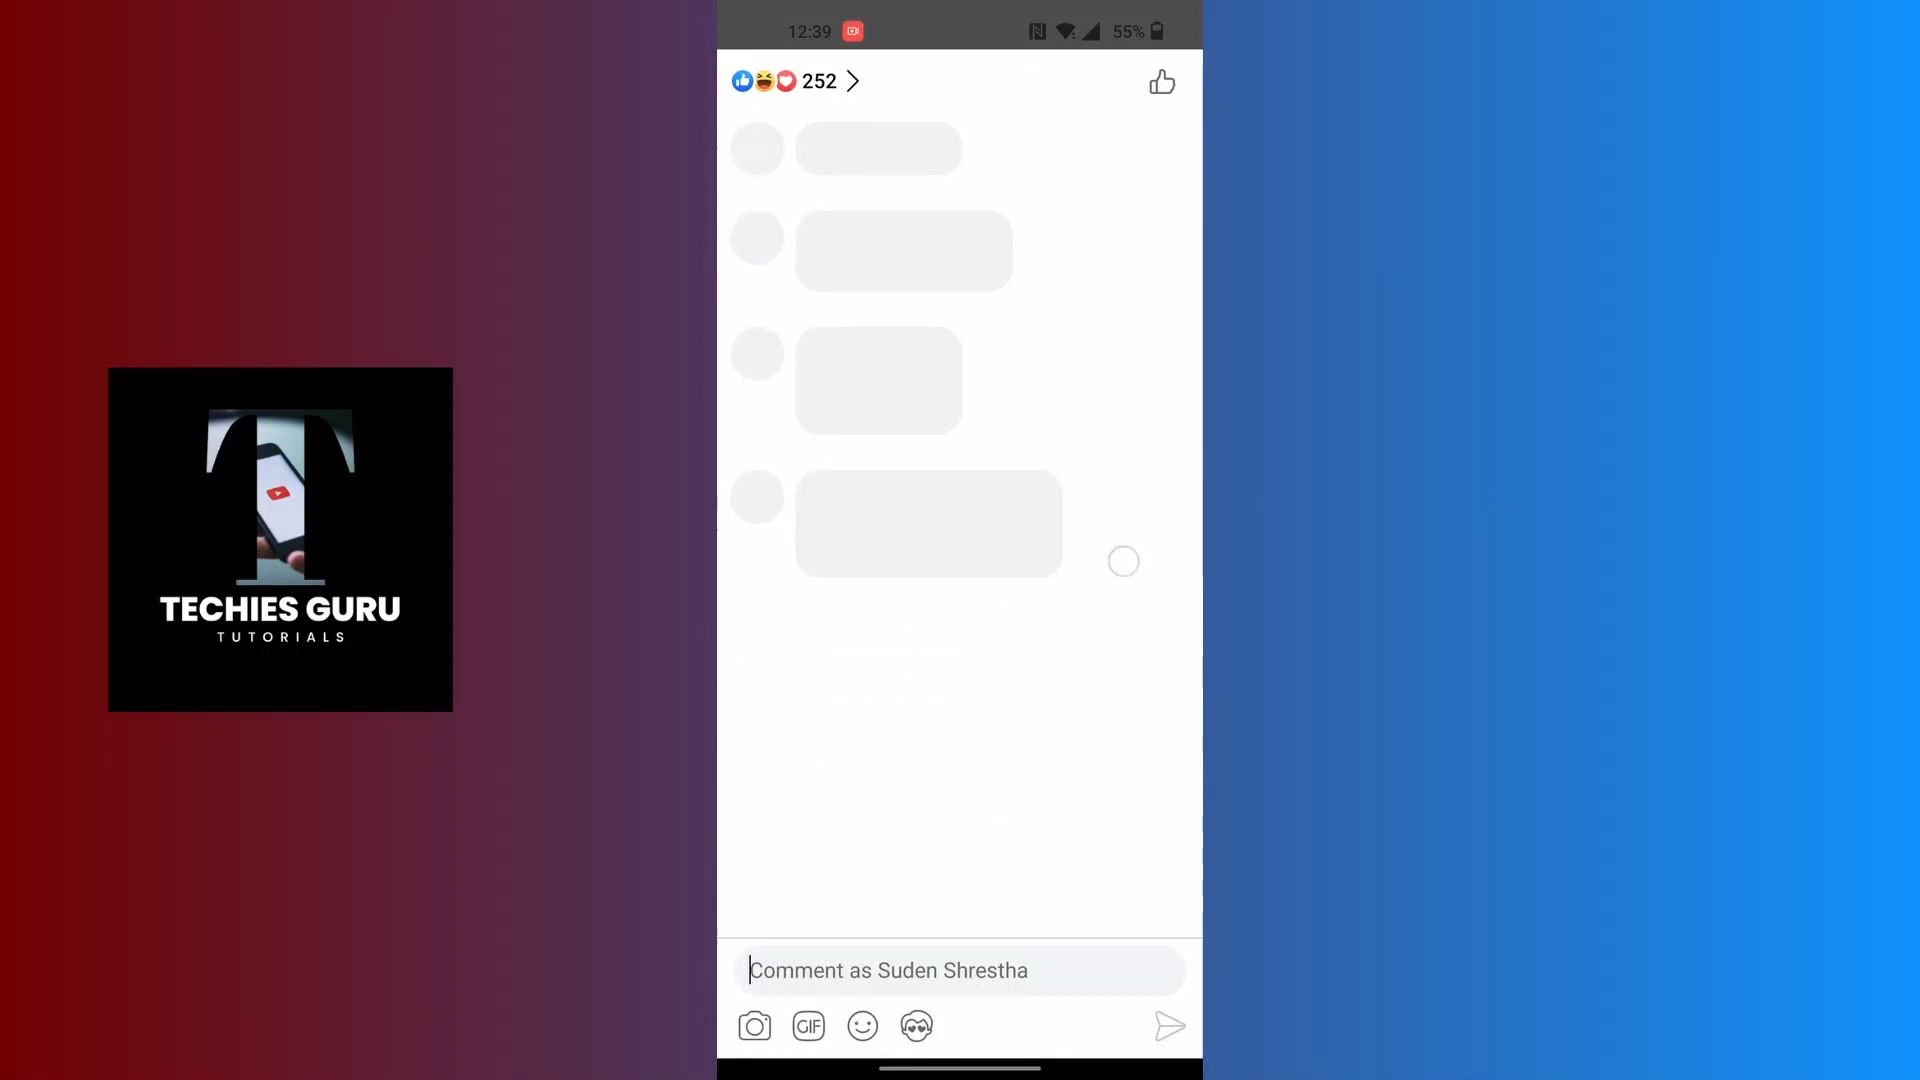 12:39
55%
252
TECHIES GURU
TUTORIALS
Comment as Suden Shrestha
GIF